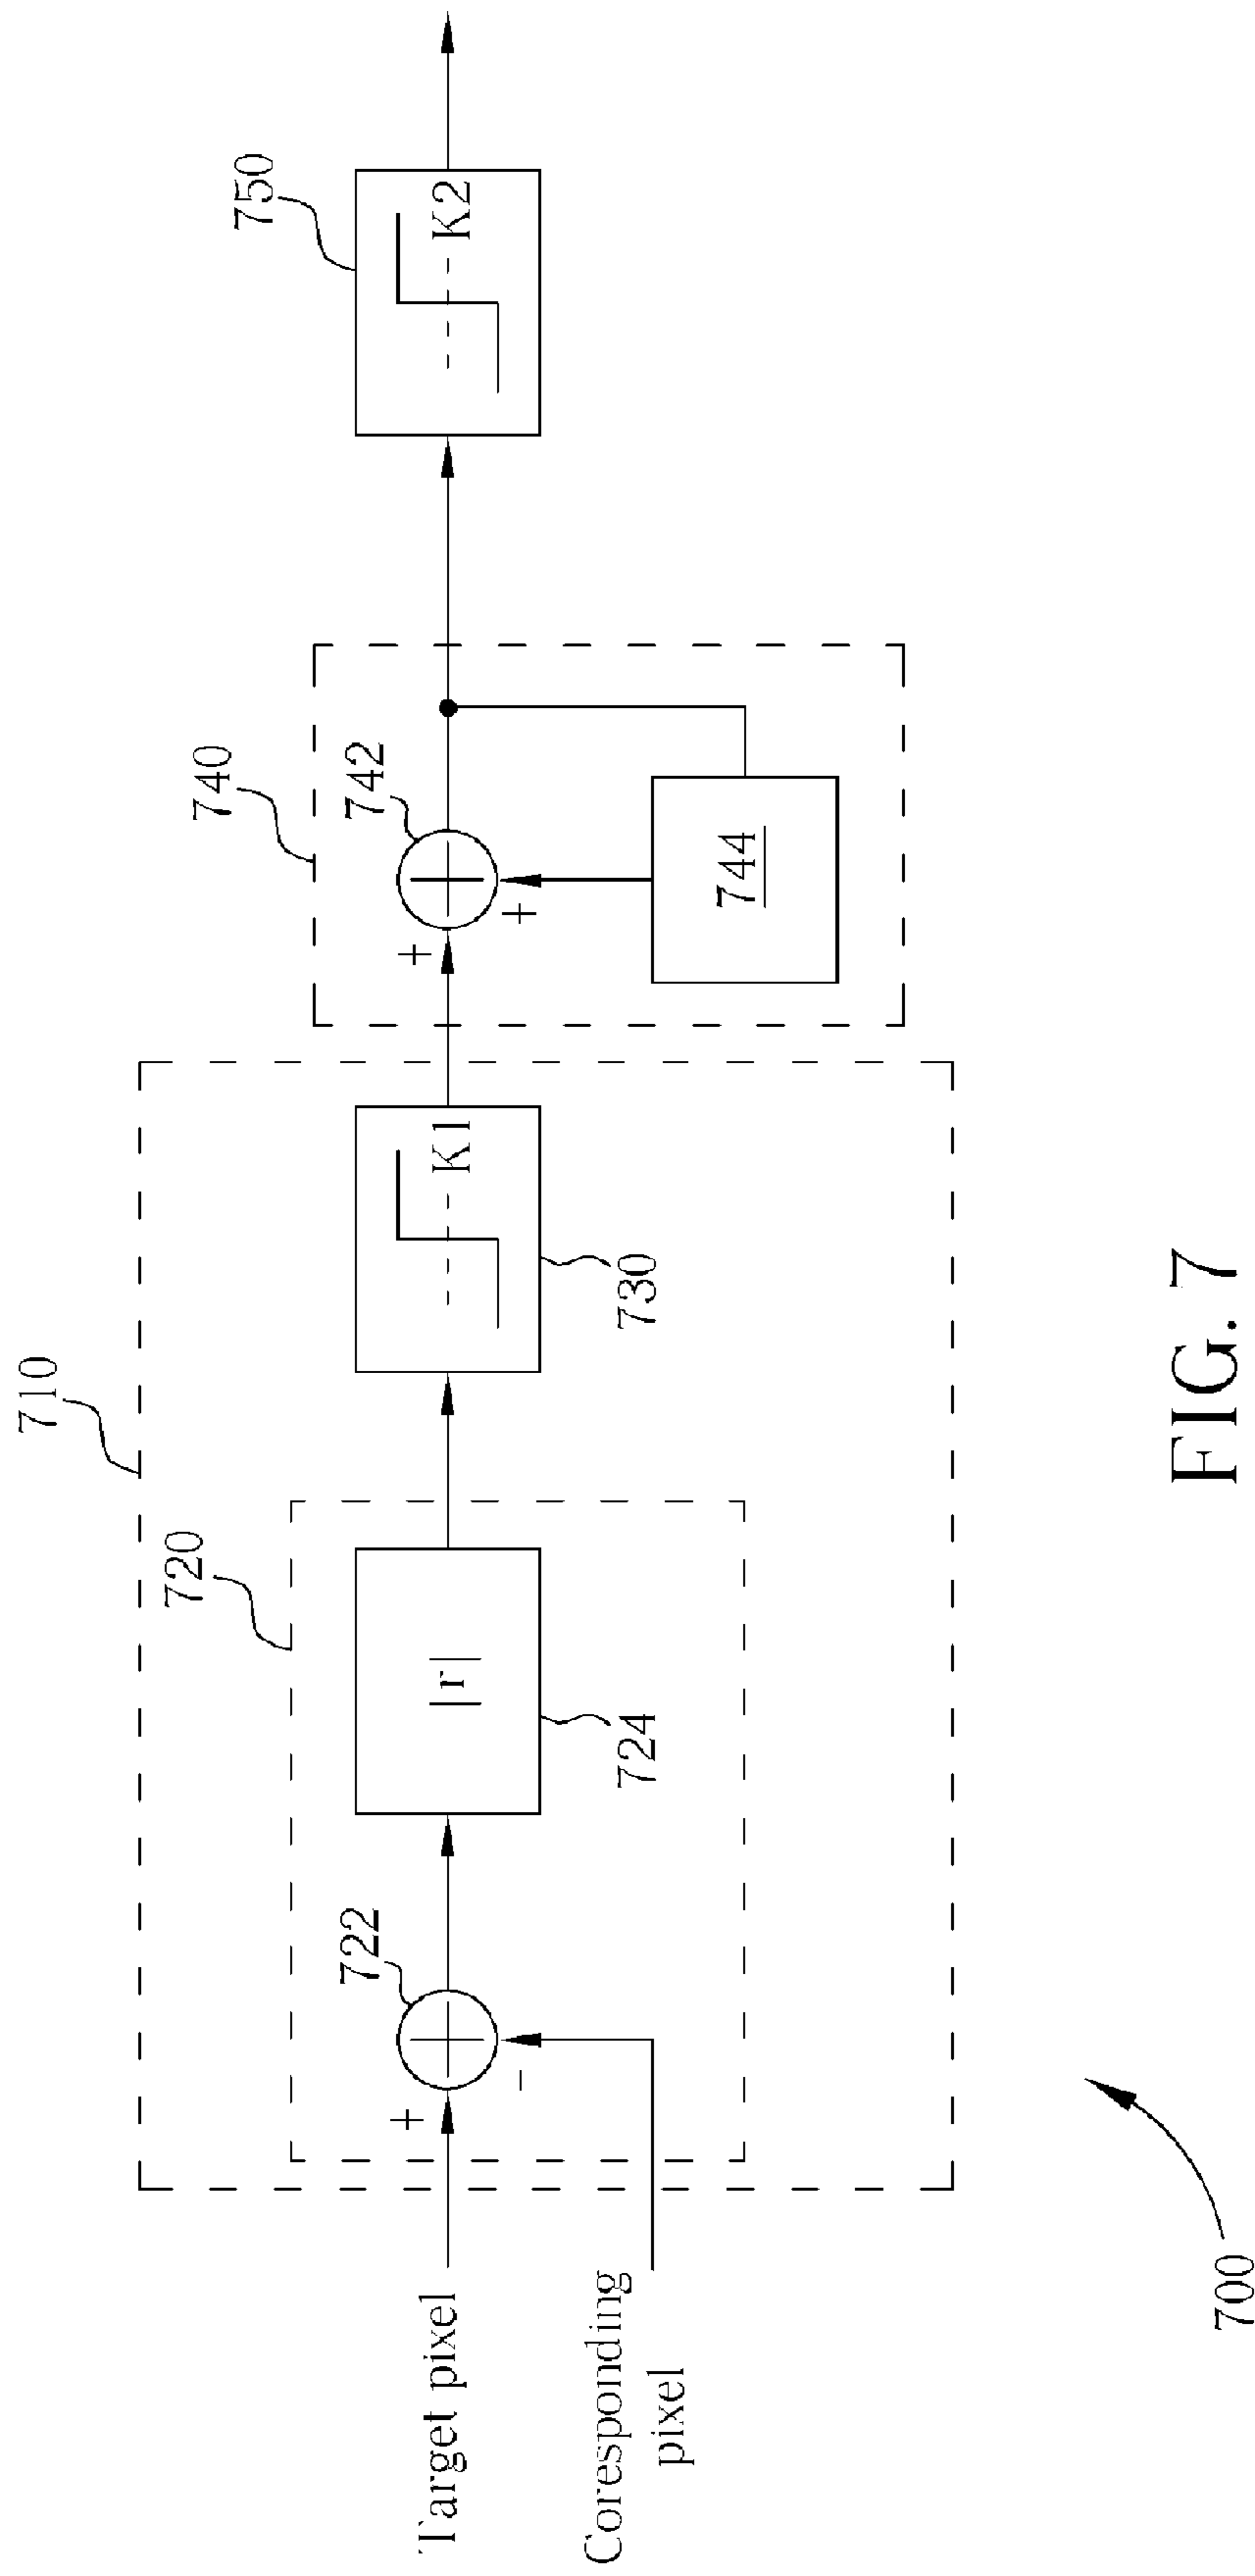 710
720
740
750
722
742
Target pixel
+
-
|r|
K1
+
+
K2
724
730
744
Coresponding
pixel
700
FIG. 7